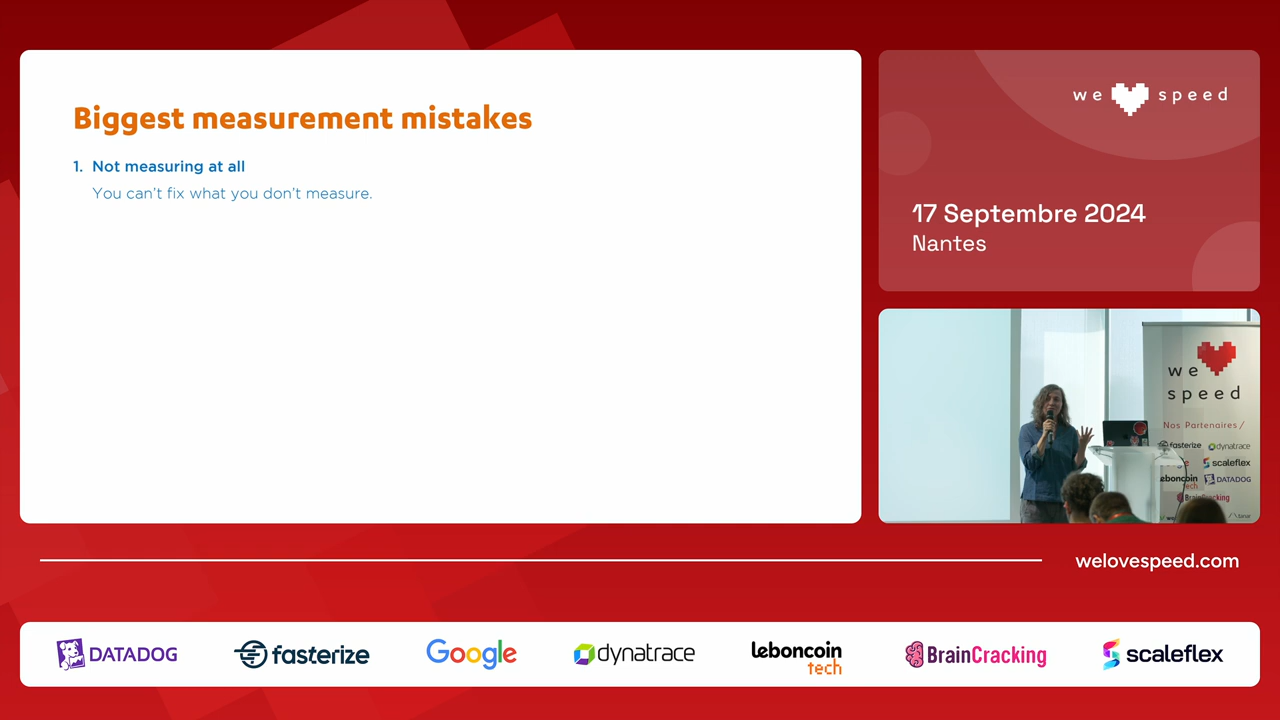 Biggest measurement mistakes
1. Not measuring at all
You can't fix what you don't measure.
we speed
17 Septembre 2024
Nantes
we
speed
Nos Partenaires/
fasterize dynatrace
scaleflex
leboncoin tech DATADOG
BrainCracking
welovespeed.com
DATADOG fasterize Google dynatrace leboncoin tech BrainCracking scaleflex